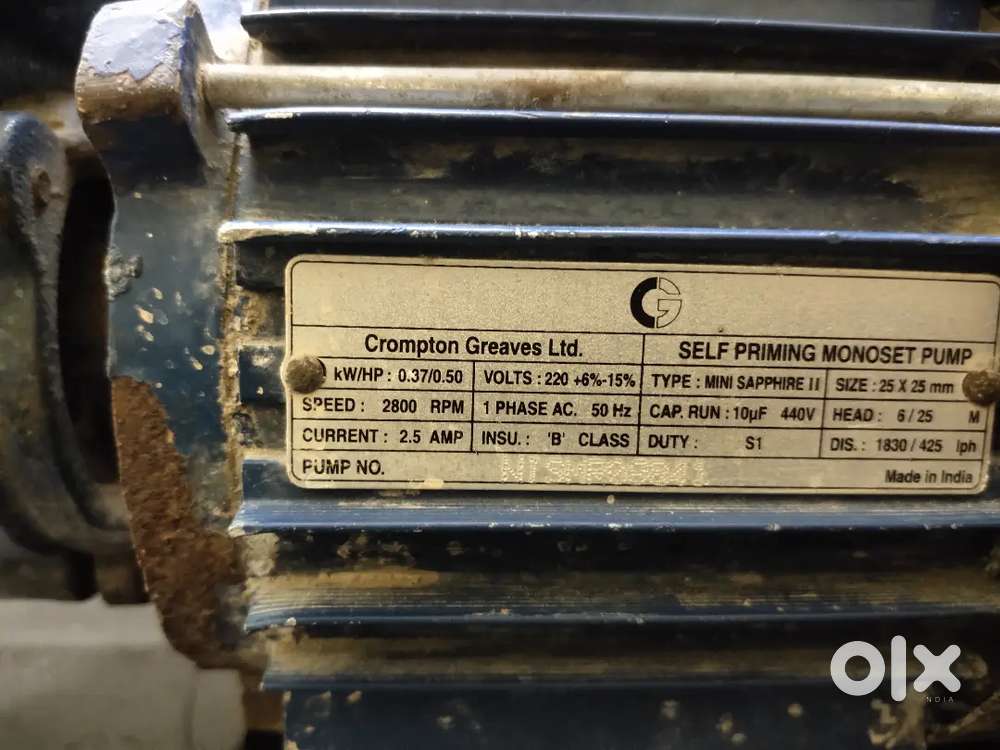 Crompton Greaves Ltd. SELF PRIMING MONOSET PUMP
kW/HP : 0.37/0.50 VOLTS : 220 +6%-15% TYPE : MINI SAPPHIRE II SIZE : 25 X 25 mm
SPEED : 2800 RPM 1 PHASE AC. 50 Hz CAP. RUN : 10µF 440V HEAD : 6 / 25 M
CURRENT : 2.5 AMP INSU. : 'B' CLASS DUTY : S1 DIS. : 1830 / 425 lph
PUMP NO. Made in India
olx
INDIA